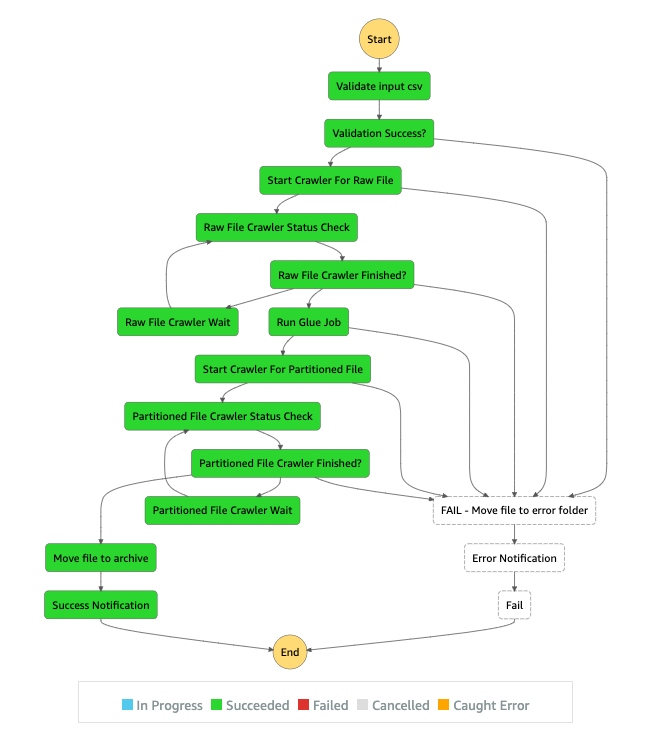 Start
Validate input csv
Validation Success?
Start Crawler For Raw File
Raw File Crawler Status Check
Raw File Crawler Finished?
Raw File Crawler Wait
Run Glue Job
Start Crawler For Partitioned File
Partitioned File Crawler Status Check
Partitioned File Crawler Finished?
Partitioned File Crawler Wait
FAIL - Move file to error folder
Move file to archive
Error Notification
Success Notification
Fail
End
In Progress
Succeeded
Failed
Cancelled
Caught Error